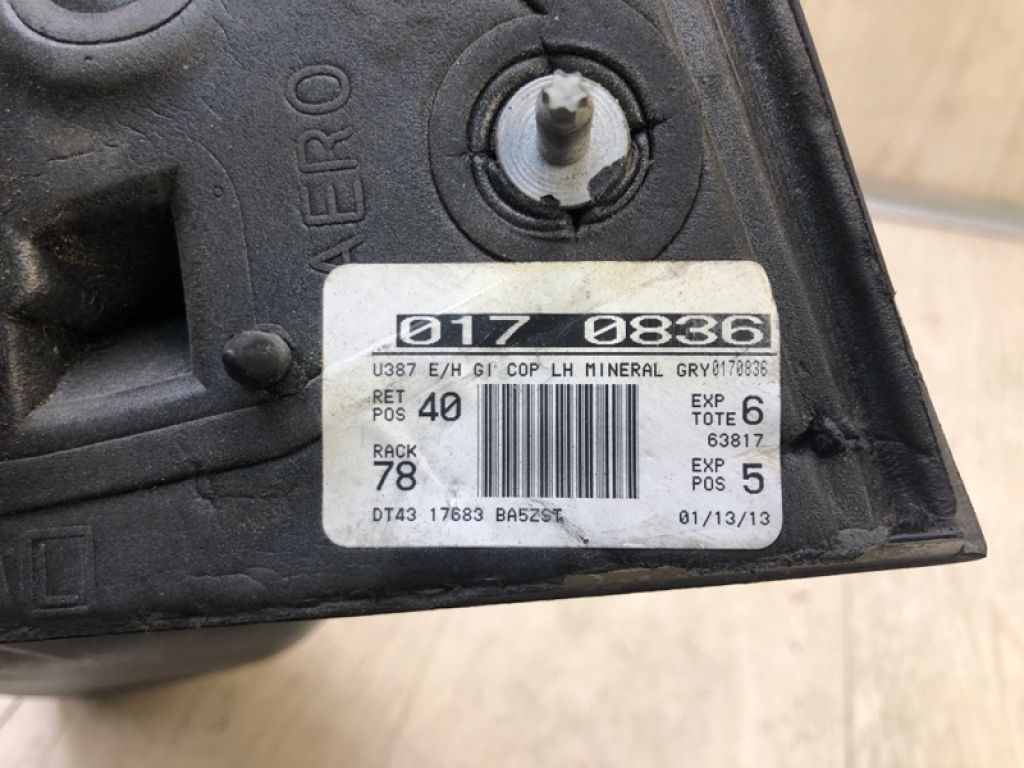 AERO
017 0836
U387 E/H GI COP LH MINERAL GRY0170836
RET POS 40
EXP TOTE 6
63817
RACK 78
EXP POS 5
DT43 17683 BA5ZST
01/13/13